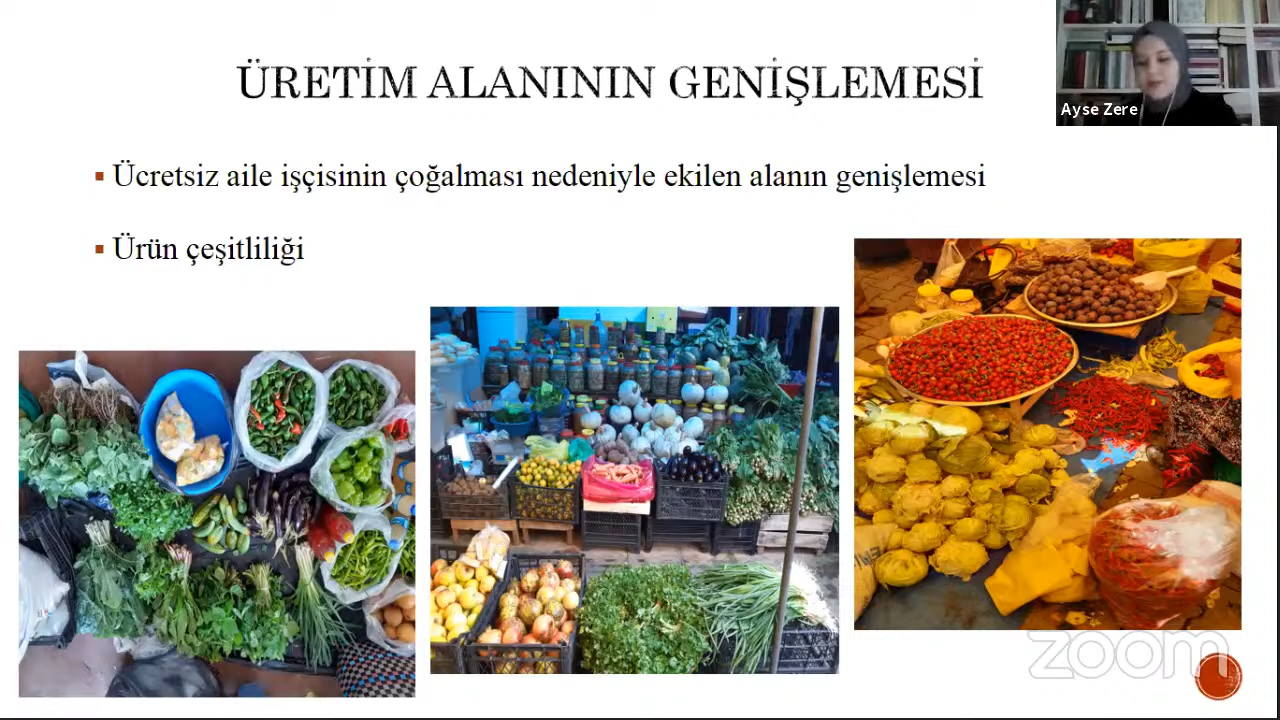 ÜRETİM ALANININ GENİŞLEMESİ
Ayse Zere
▪ Ücretsiz aile işçisinin çoğalması nedeniyle ekilen alanın genişlemesi
▪ Ürün çeşitliliği
zoom